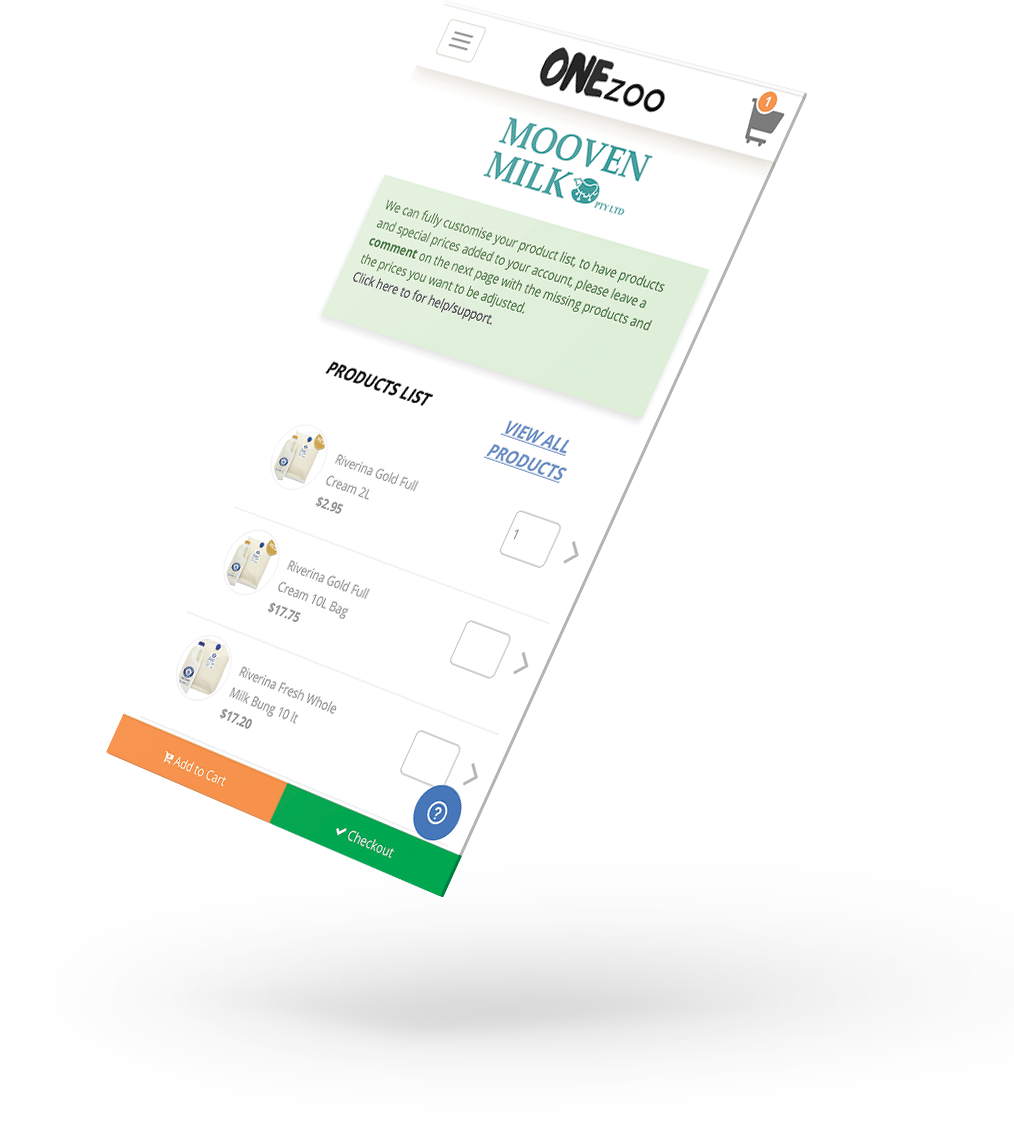 ONEzoo
1
MOOVEN
MILK
PTY LTD
We can fully customise your product list, to have products
and special prices added to your account, please leave a
comment on the next page with the missing products and
the prices you want to be adjusted.
Click here to for help/support.
PRODUCTS LIST
VIEW ALL
PRODUCTS
Riverina Gold Full
Cream 2L
$2.95
1
Riverina Gold Full
Cream 10L Bag
$17.75
Riverina Fresh Whole
Milk Bung 10 lt
$17.20
Add to Cart
Checkout
?